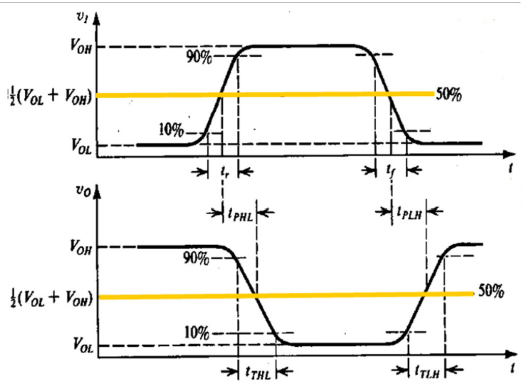 v_I
V_OH
90%
½(V_OL + V_OH)
50%
10%
V_OL
t_r
t_f
t
v_O
t_PHL
t_PLH
V_OH
90%
½(V_OL + V_OH)
50%
10%
V_OL
t_THL
t_TLH
t